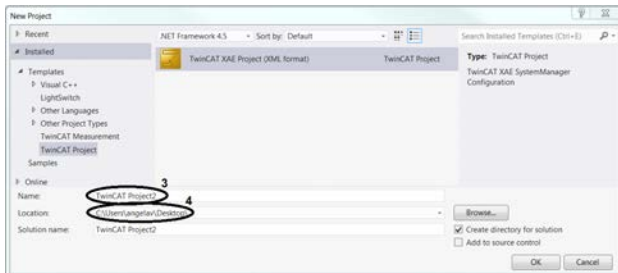 New Project
Recent
.NET Framework 4.5 Sort by: Default
Search Installed Templates (Ctrl+E)
Installed
TwinCAT XAE Project (XML format) TwinCAT Project
Type: TwinCAT Project
TwinCAT XAE SystemManager
Configuration
Templates
Visual C++
LightSwitch
Other Languages
Other Project Types
TwinCAT Measurement
TwinCAT Project
Samples
Online
3
Name: TwinCAT Project2
4
Location: C:\Users\angelav\Desktop\
Browse...
Solution name: TwinCAT Project2
Create directory for solution
Add to source control
OK Cancel